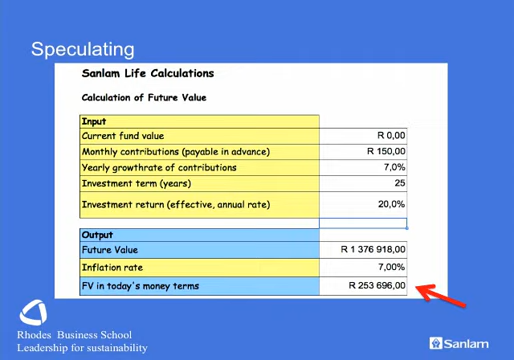 Speculating
Sanlam Life Calculations
Calculation of Future Value
Input
Current fund value R 0,00
Monthly contributions (payable in advance) R 150,00
Yearly growthrate of contributions 7,0%
Investment term (years) 25
Investment return (effective, annual rate) 20,0%
Output
Future Value R 1 376 918,00
Inflation rate 7,00%
FV in today's money terms R 253 696,00
Rhodes Business School
Leadership for sustainability
Sanlam